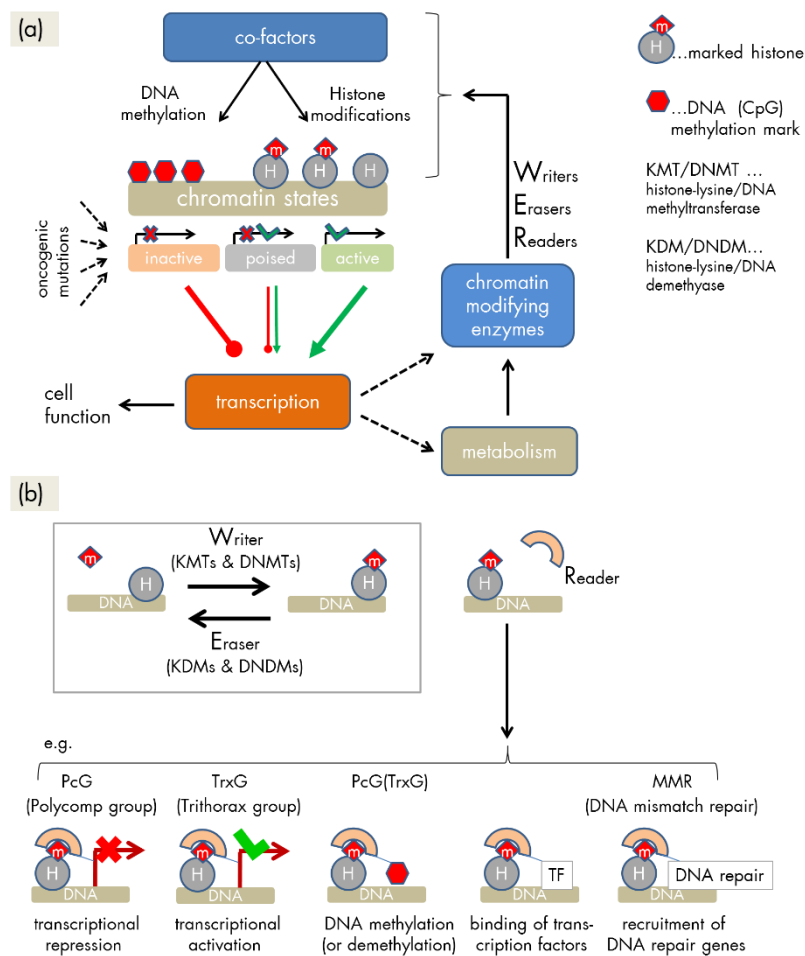 (a)
co-factors
DNA
methylation
Histone
modifications
m
m
H
H
H
chromatin states
oncogenic
mutations
inactive
poised
active
transcription
cell
function
Writers
Erasers
Readers
chromatin
modifying
enzymes
metabolism
m
H
...marked histone
...DNA (CpG)
methylation mark
KMT/DNMT ...
histone-lysine/DNA
methyltransferase
KDM/DNDM...
histone-lysine/DNA
demethyase
(b)
m
H
DNA
Writer
(KMTs & DNMTs)
Eraser
(KDMs & DNDMs)
m
H
DNA
m
H
DNA
Reader
e.g.
PcG
(Polycomp group)
m
H
DNA
transcriptional
repression
TrxG
(Trithorax group)
m
H
DNA
transcriptional
activation
PcG(TrxG)
m
H
DNA
DNA methylation
(or demethylation)
m
H
TF
DNA
binding of trans-
cription factors
MMR
(DNA mismatch repair)
m
H
DNA repair
DNA
recruitment of
DNA repair genes